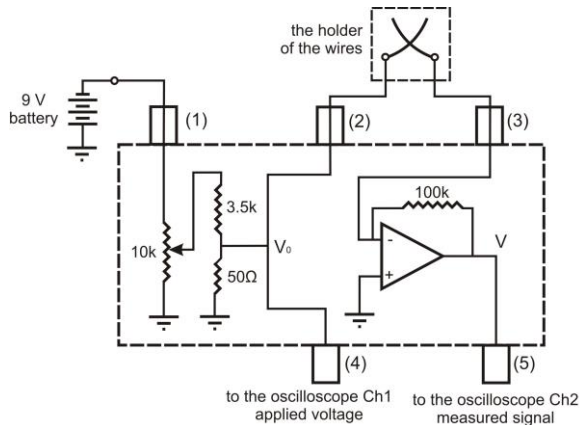 the holder
of the wires
9 V
battery
(1)
(2)
(3)
100k
3.5k
V₀
V
10k
50Ω
-
+
(4)
(5)
to the oscilloscope Ch1
applied voltage
to the oscilloscope Ch2
measured signal